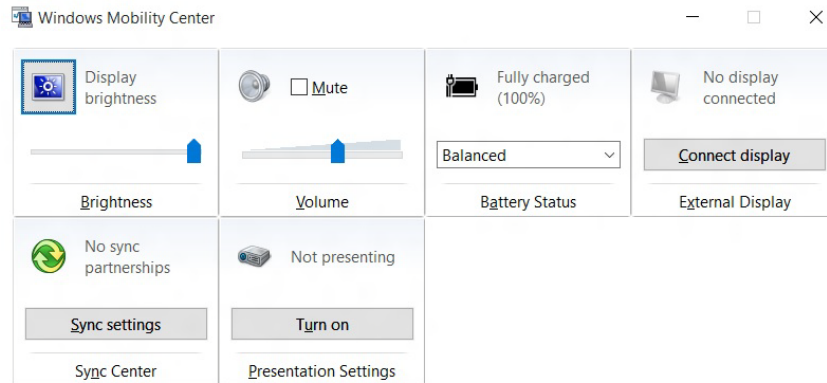 Windows Mobility Center
Display
brightness
Brightness
Mute
Volume
Fully charged
(100%)
Balanced
Battery Status
No display
connected
Connect display
External Display
No sync
partnerships
Sync settings
Sync Center
Not presenting
Turn on
Presentation Settings